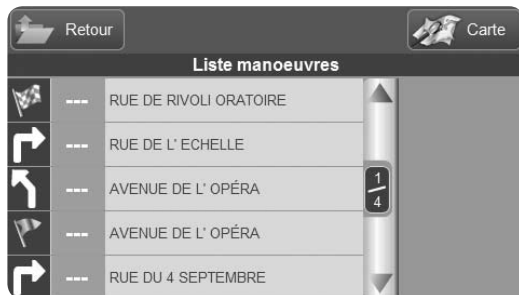 Retour
Carte
Liste manoeuvres
--- RUE DE RIVOLI ORATOIRE
--- RUE DE L' ECHELLE
--- AVENUE DE L' OPÉRA
1
4
--- AVENUE DE L' OPÉRA
--- RUE DU 4 SEPTEMBRE